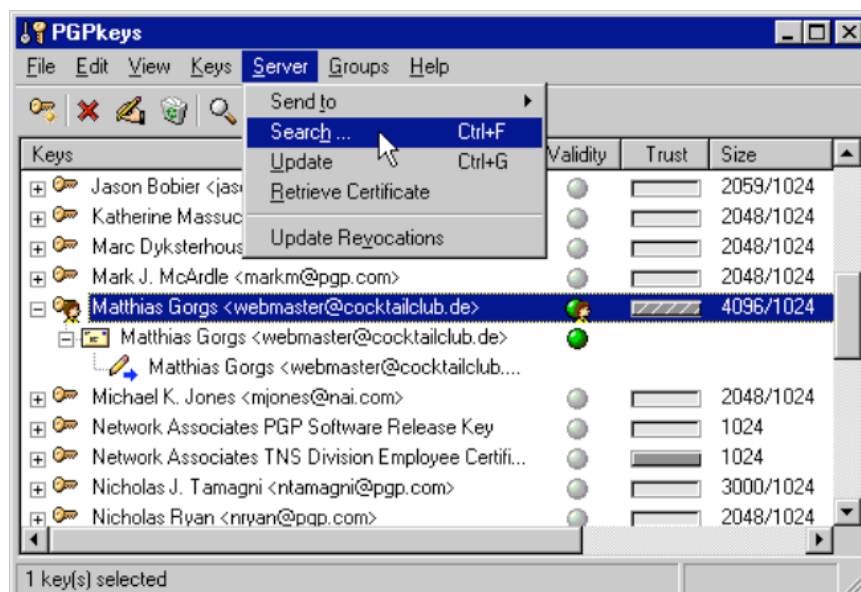 PGPkeys
File Edit View Keys Server Groups Help
Send to
Search ... Ctrl+F
Update Ctrl+G
Retrieve Certificate
Update Revocations
Keys Validity Trust Size
Jason Bobier 2059/1024
Katherine 2048/1024
Marc 2048/1024
Mark J. McArdle <markm@pgp.com> 2048/1024
Matthias Gorgs <webmaster@cocktailclub.de> 4096/1024
Matthias Gorgs <webmaster@cocktailclub.de>
Matthias Gorgs <webmaster@cocktailclub....
Michael K. Jones <mjones@nai.com> 2048/1024
Network Associates PGP Software Release Key 1024
Network Associates TNS Division Employee Certifi... 1024
Nicholas J. Tamagni <ntamagni@pgp.com> 3000/1024
Nicholas Ryan <nryan@pgp.com> 2048/1024
1 key(s) selected